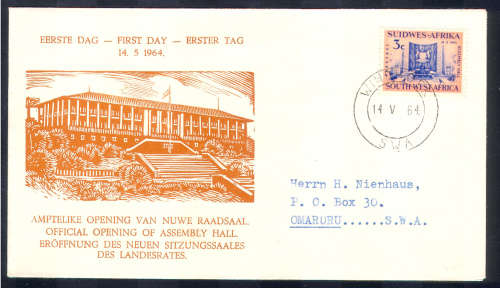 EERSTE DAG — FIRST DAY — ERSTER TAG
14. 5 1964.
SUIDWES-AFRIKA
3c
SOUTH WEST AFRICA
14 V 64
SWA
Herrn H. Nienhaus,
P. O. Box 30.
OMARURU......S.W.A.
AMPTELIKE OPENING VAN NUWE RAADSAAL.
OFFICIAL OPENING OF ASSEMBLY HALL.
ERÖFFNUNG DES NEUEN SITZUNGSSAALES
DES LANDESRATES.